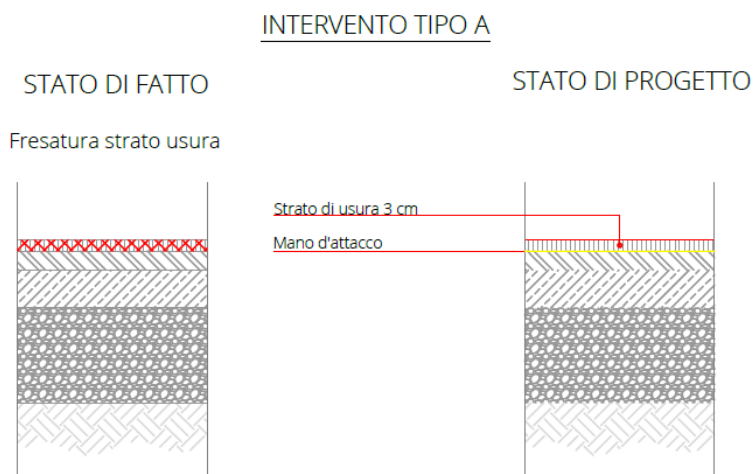 INTERVENTO TIPO A
STATO DI FATTO
STATO DI PROGETTO
Fresatura strato usura
Strato di usura 3 cm
Mano d'attacco